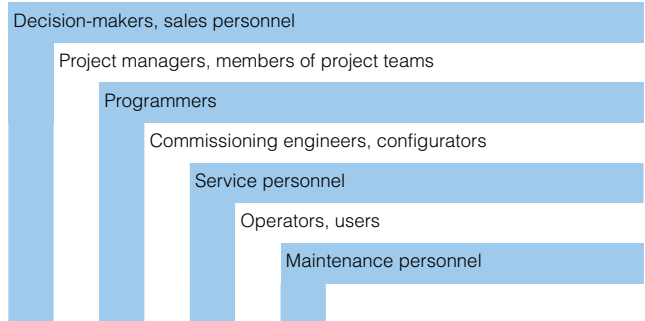 Decision-makers, sales personnel
Project managers, members of project teams
Programmers
Commissioning engineers, configurators
Service personnel
Operators, users
Maintenance personnel